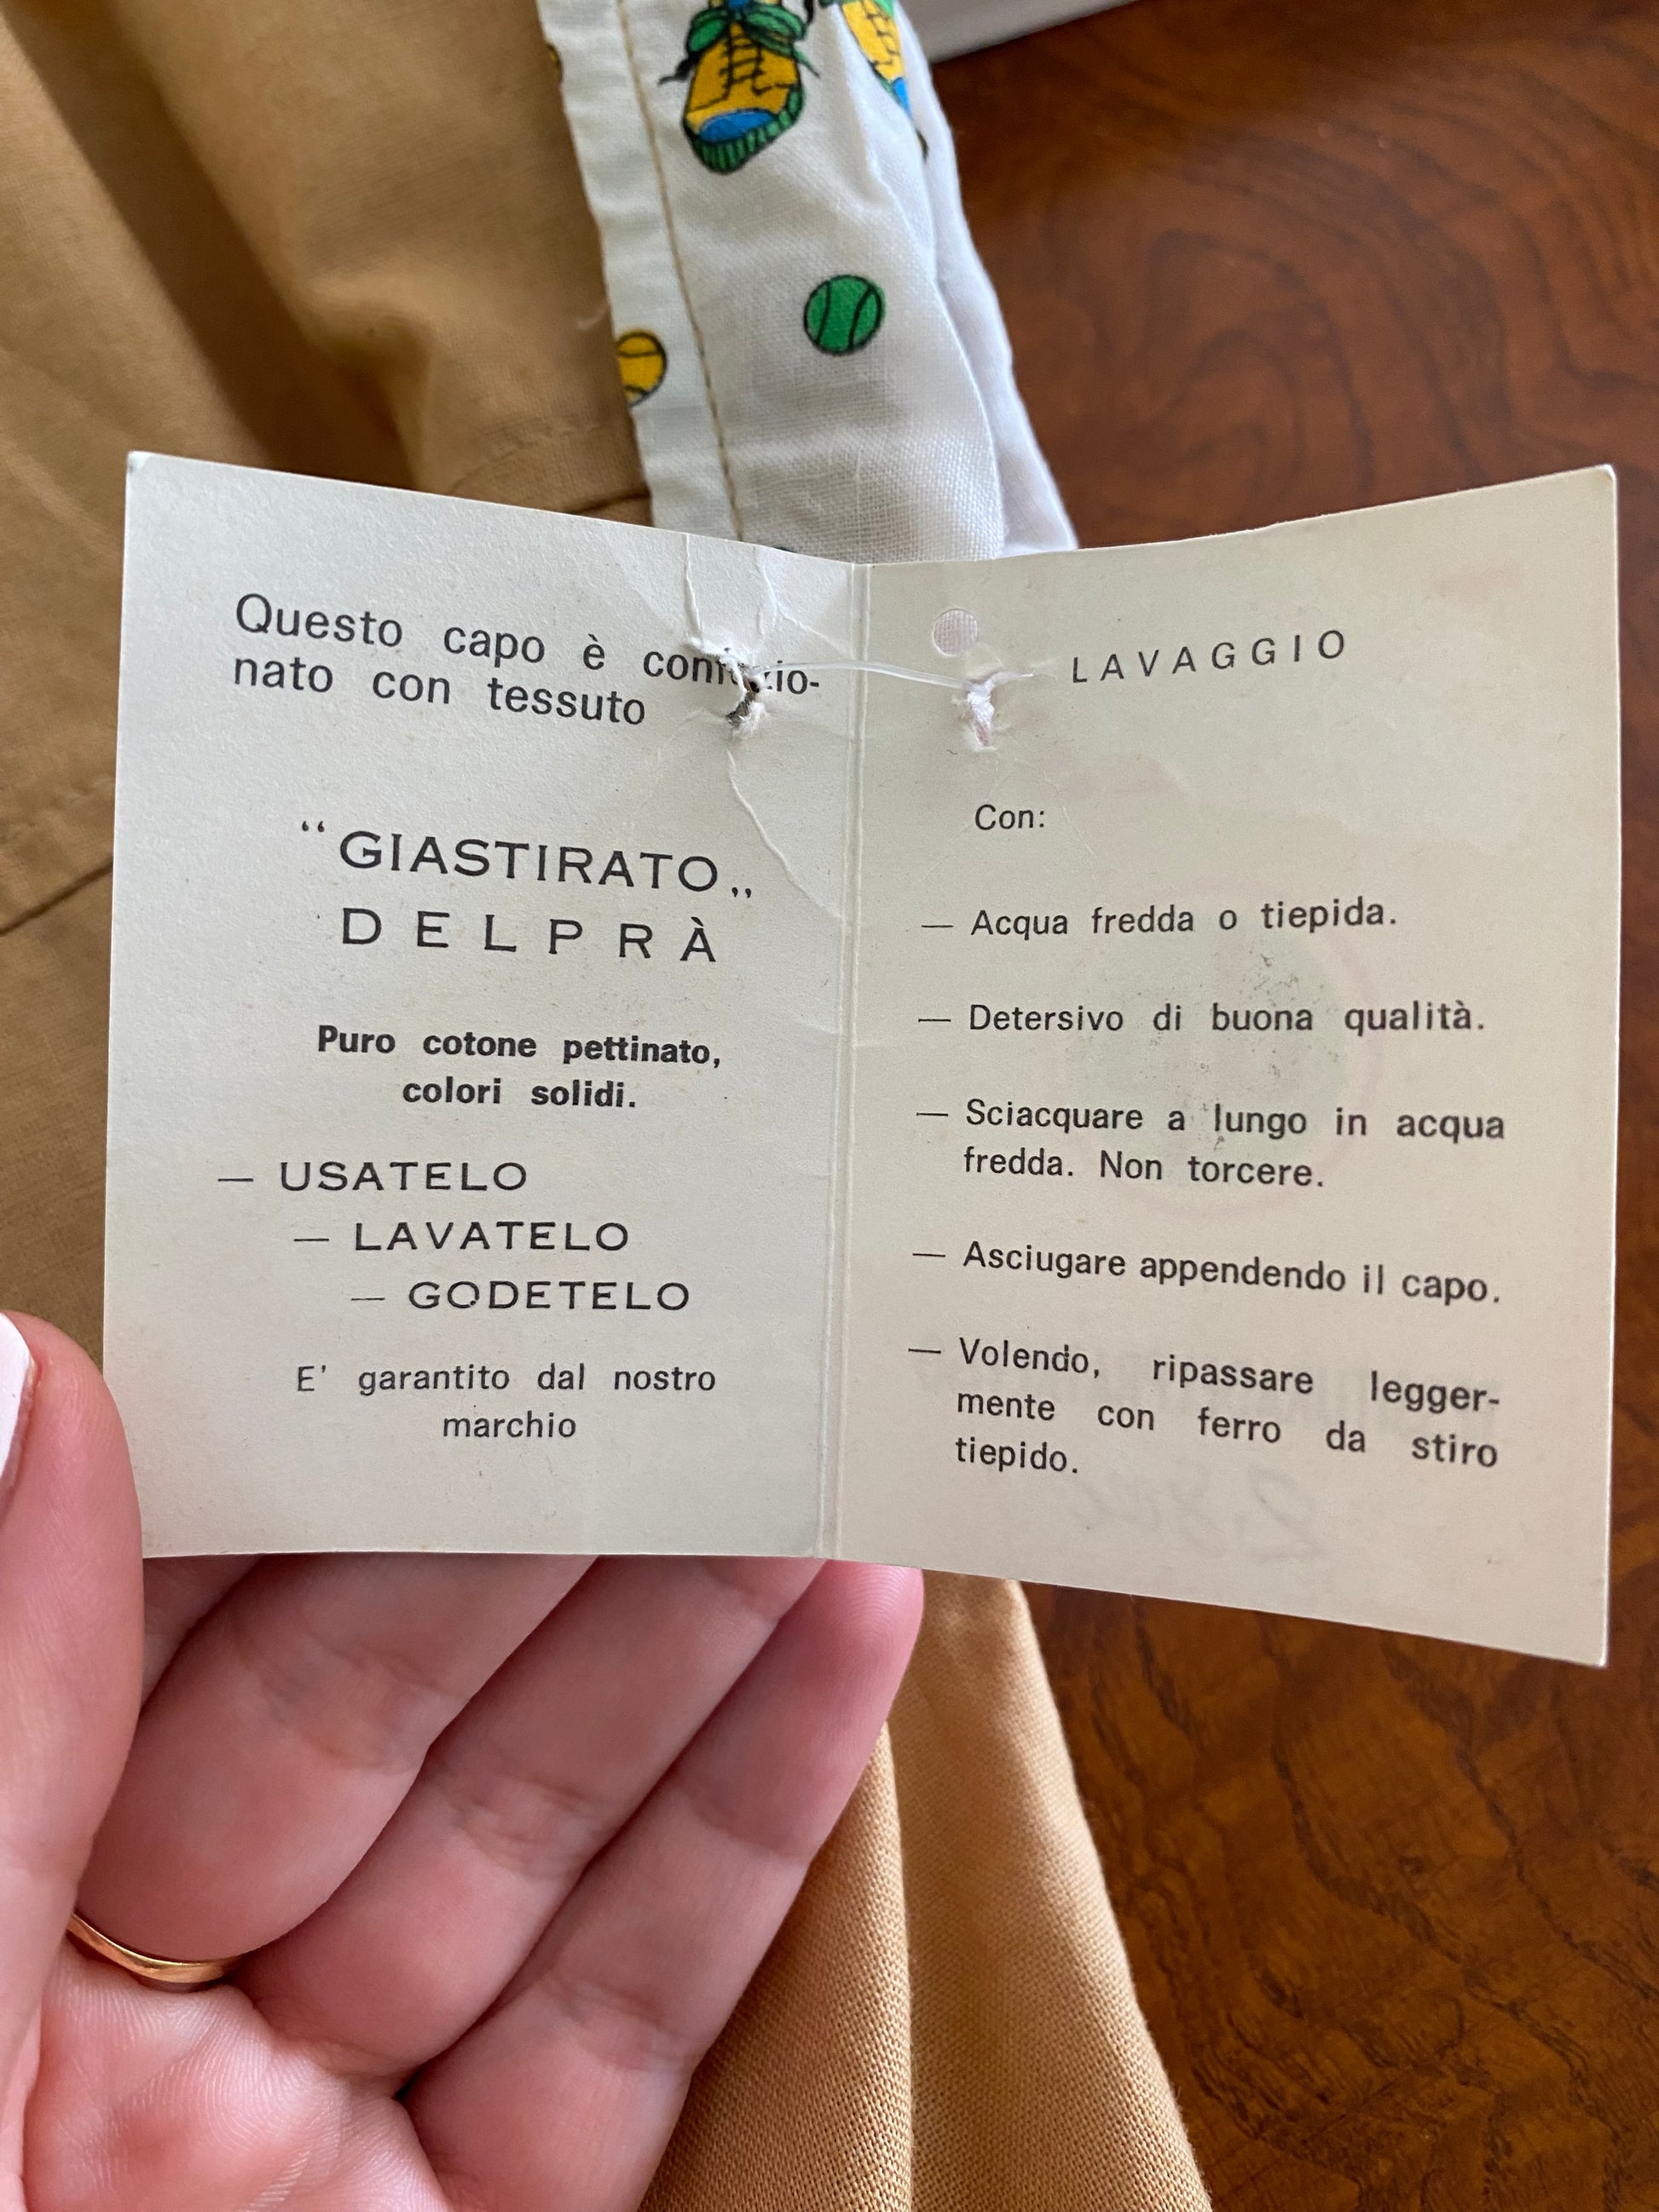 Questo capo è confezio-
nato con tessuto
“GIASTIRATO„
DELPRÀ
Puro cotone pettinato,
colori solidi.
— USATELO
— LAVATELO
— GODETELO
E' garantito dal nostro
marchio
LAVAGGIO
Con:
— Acqua fredda o tiepida.
— Detersivo di buona qualità.
— Sciacquare a lungo in acqua
fredda. Non torcere.
— Asciugare appendendo il capo.
— Volendo, ripassare legger-
mente con ferro da stiro
tiepido.